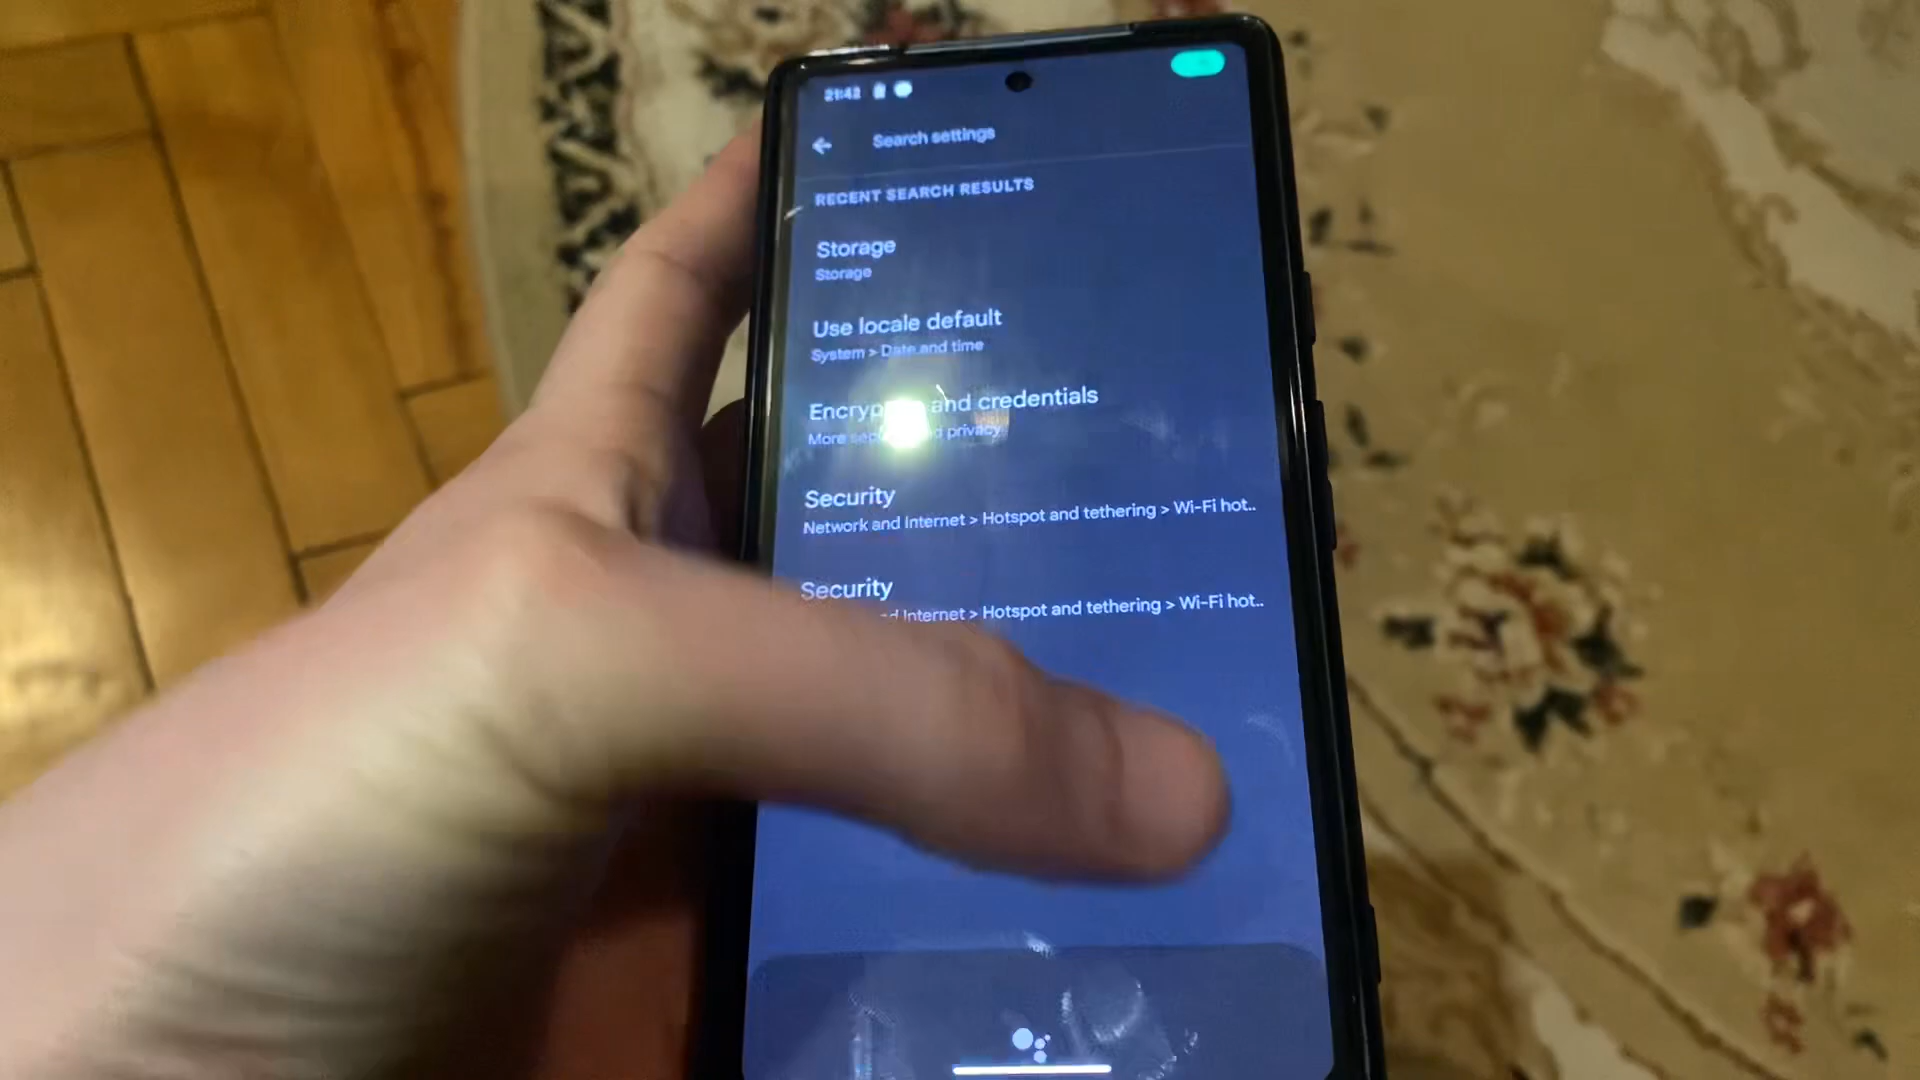 21:42
Search settings
RECENT SEARCH RESULTS
Storage
Storage
Use locale default
System > Date and time
and credentials
More privacy
Security
Network and Internet > Hotspot and tethering > Wi-Fi hot..
Security
Internet > Hotspot and tethering > Wi-Fi hot..